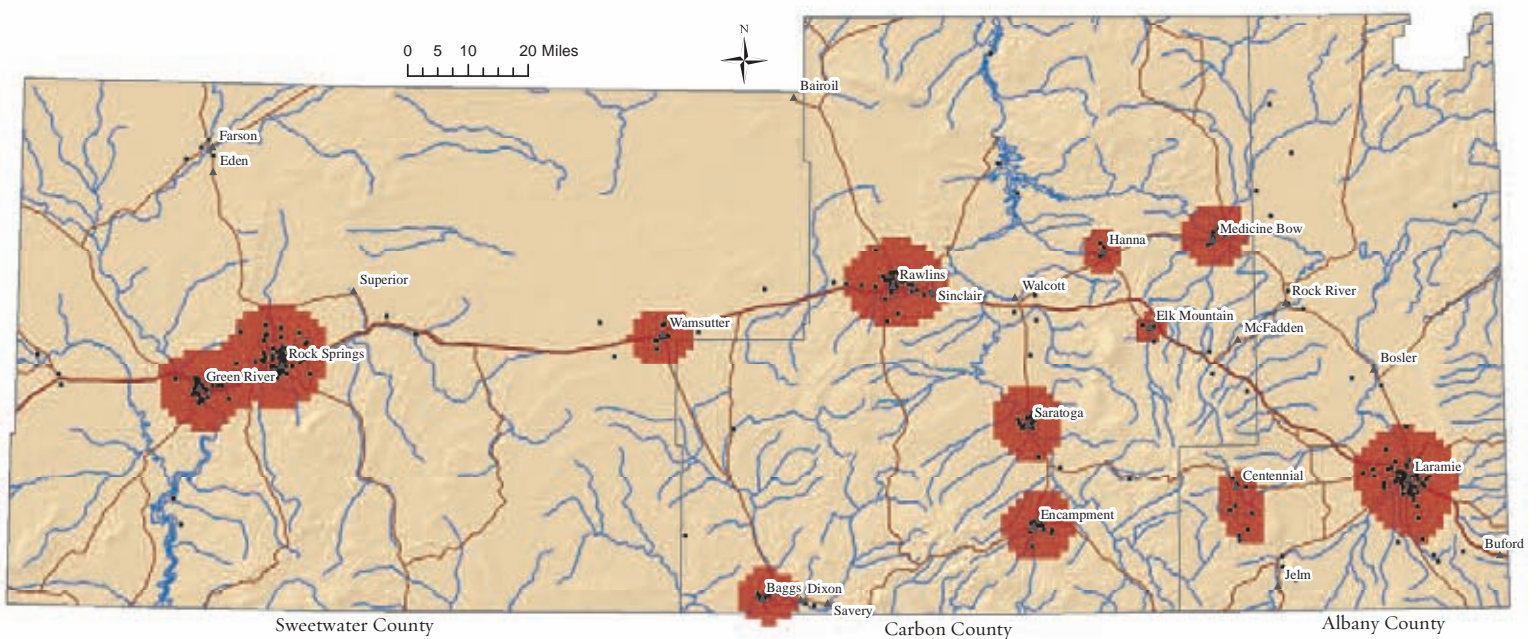 N
0 5 10 20 Miles
Bairoil
Farson
Eden
Medicine Bow
Hanna
Rawlins
Superior
Walcott
Rock River
Sinclair
Elk Mountain
Wamsutter
McFadden
Rock Springs
Bosler
Green River
Saratoga
Laramie
Centennial
Encampment
Buford
Jelm
Baggs Dixon
Savery
Sweetwater County
Carbon County
Albany County